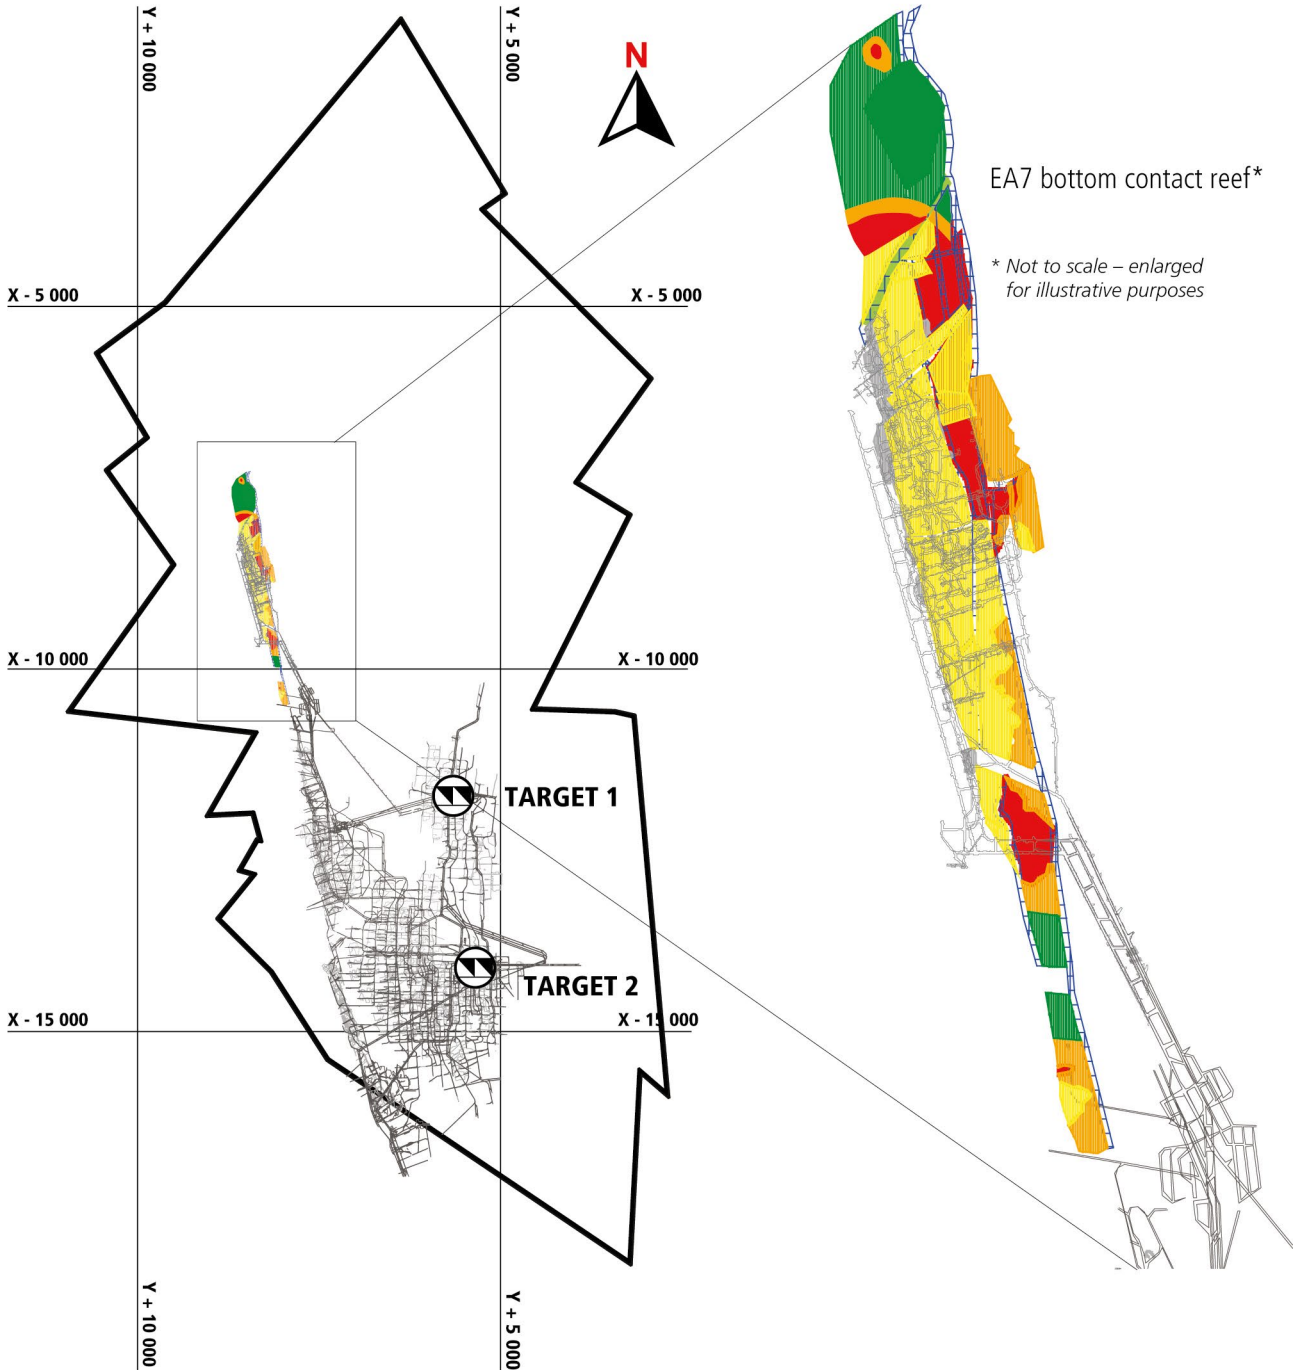 Y + 10 000
Y + 5 000
N
EA7 bottom contact reef*
* Not to scale – enlarged
for illustrative purposes
X - 5 000
X - 5 000
X - 10 000
X - 10 000
TARGET 1
TARGET 2
X - 15 000
X - 15 000
Y + 10 000
Y + 5 000